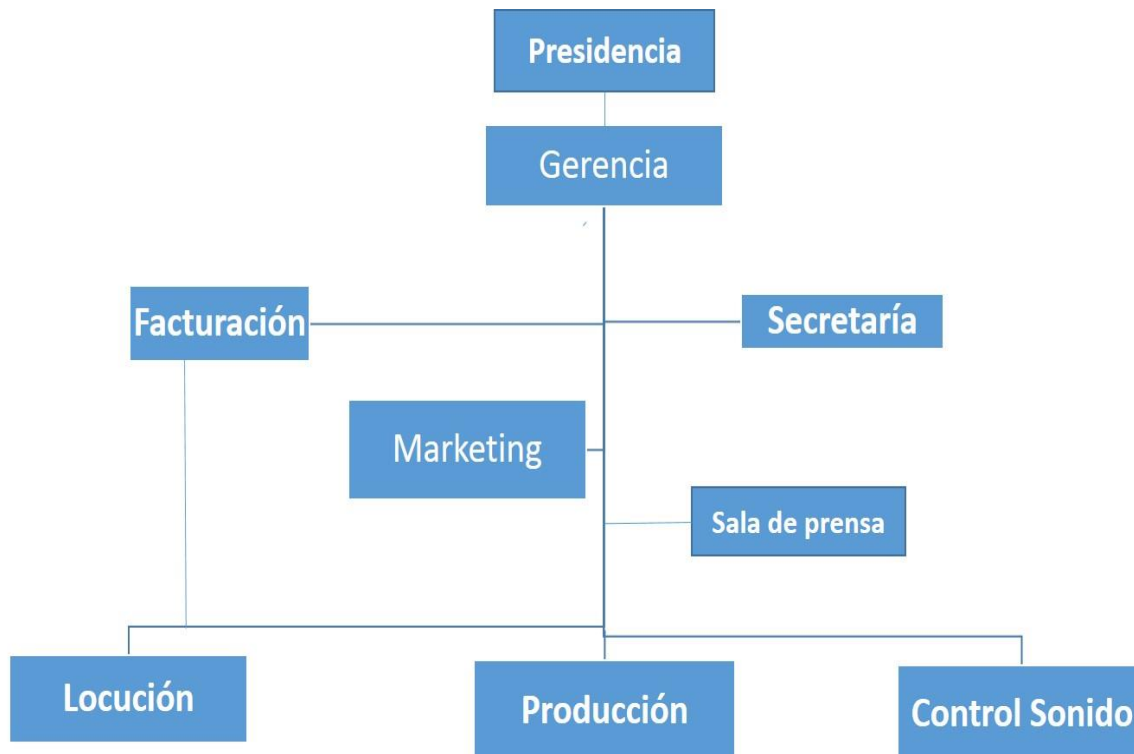 Presidencia
Gerencia
Facturación
Secretaría
Marketing
Sala de prensa
Locución
Producción
Control Sonido